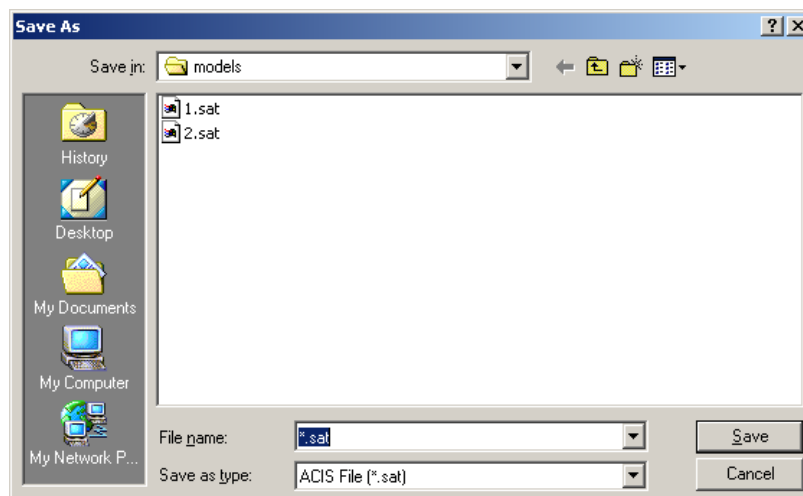 Save As
Save in:
models
1.sat
2.sat
History
Desktop
My Documents
My Computer
My Network P...
File name:
*.sat
Save
Save as type:
ACIS File (*.sat)
Cancel